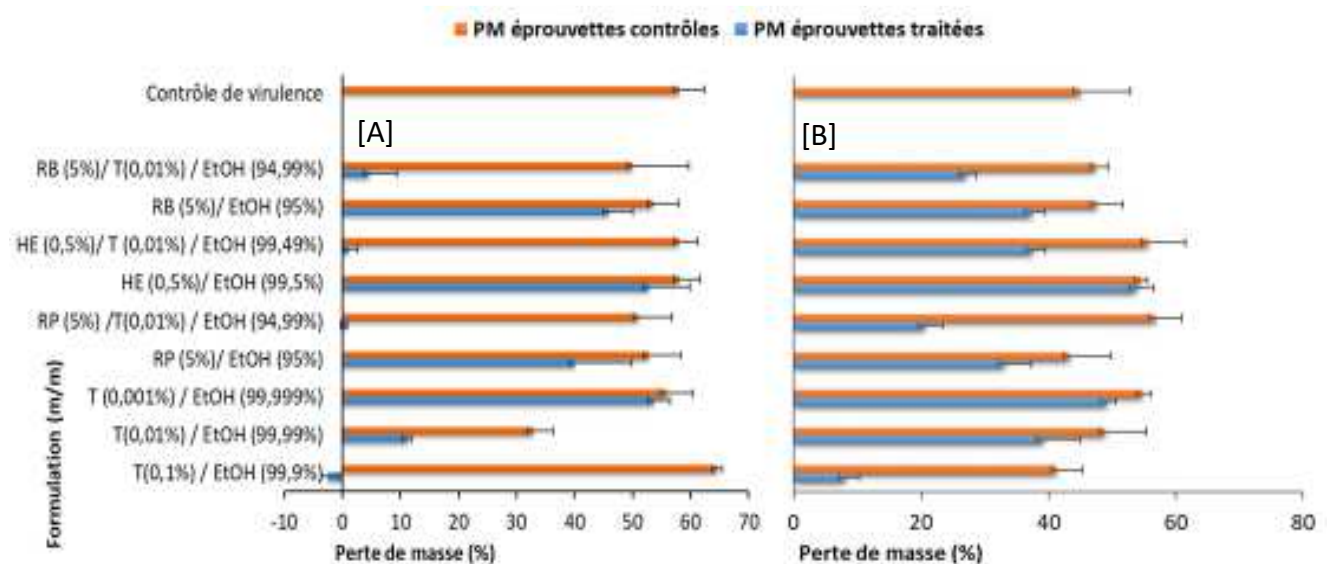 PM éprouvettes contrôles PM éprouvettes traitées
Contrôle de virulence
[A] [B]
RB (5%)/ T(0,01%) / EtOH (94,99%)
RB (5%)/ EtOH (95%)
HE (0,5%)/ T (0,01%) / EtOH (99,49%)
HE (0,5%)/ EtOH (99,5%)
RP (5%) /T(0,01%) / EtOH (94,99%)
RP (5%)/ EtOH (95%)
T (0,001%) / EtOH (99,999%)
T(0,01%) / EtOH (99,99%)
T(0,1%) / EtOH (99,9%)
Formulation (m/m)
-10 0 10 20 30 40 50 60 70
0 20 40 60 80
Perte de masse (%)
Perte de masse (%)